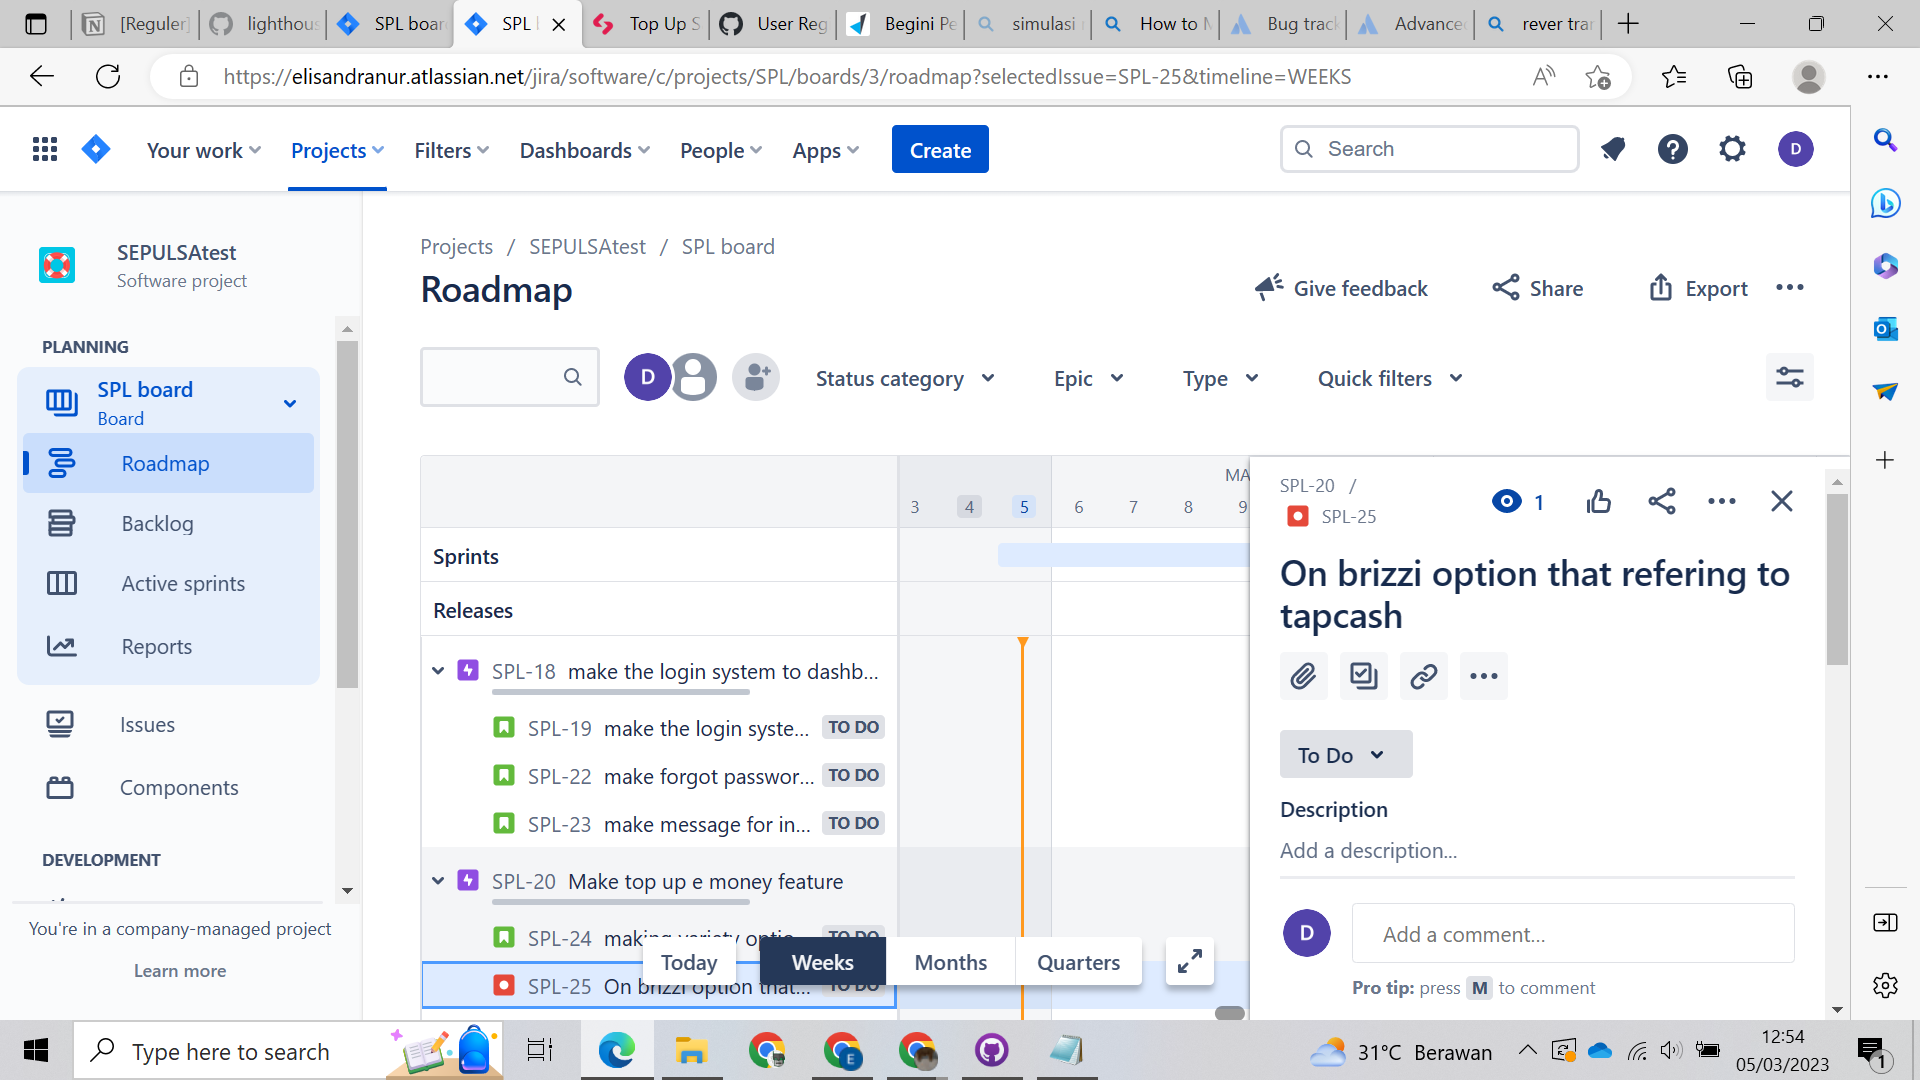 [Reguler]
lighthous
SPL board
SPL
Top Up S
User Reg
Begini Pe
simulasi
How to M
Bug track
Advanced
rever tran
https://elisandranur.atlassian.net/jira/software/c/projects/SPL/boards/3/roadmap?selectedIssue=SPL-25&timeline=WEEKS
Your work
Projects
Filters
Dashboards
People
Apps
Create
Search
D
SEPULSAtest
Software project
PLANNING
SPL board
Board
Roadmap
Backlog
Active sprints
Reports
Issues
Components
DEVELOPMENT
You're in a company-managed project
Learn more
Projects / SEPULSAtest / SPL board
Roadmap
Give feedback
Share
Export
D
Status category
Epic
Type
Quick filters
MA
3 4 5 6 7 8 9
Sprints
Releases
SPL-18 make the login system to dashb...
SPL-19 make the login syste... TO DO
SPL-22 make forgot passwor... TO DO
SPL-23 make message for in... TO DO
SPL-20 Make top up e money feature
SPL-24 making variety optio... TO DO
SPL-25 On brizzi option that... TO DO
Today
Weeks
Months
Quarters
SPL-20 /
SPL-25
1
On brizzi option that refering to
tapcash
To Do
Description
Add a description...
D
Add a comment...
Pro tip: press M to comment
Type here to search
E
31°C Berawan
12:54
05/03/2023
1